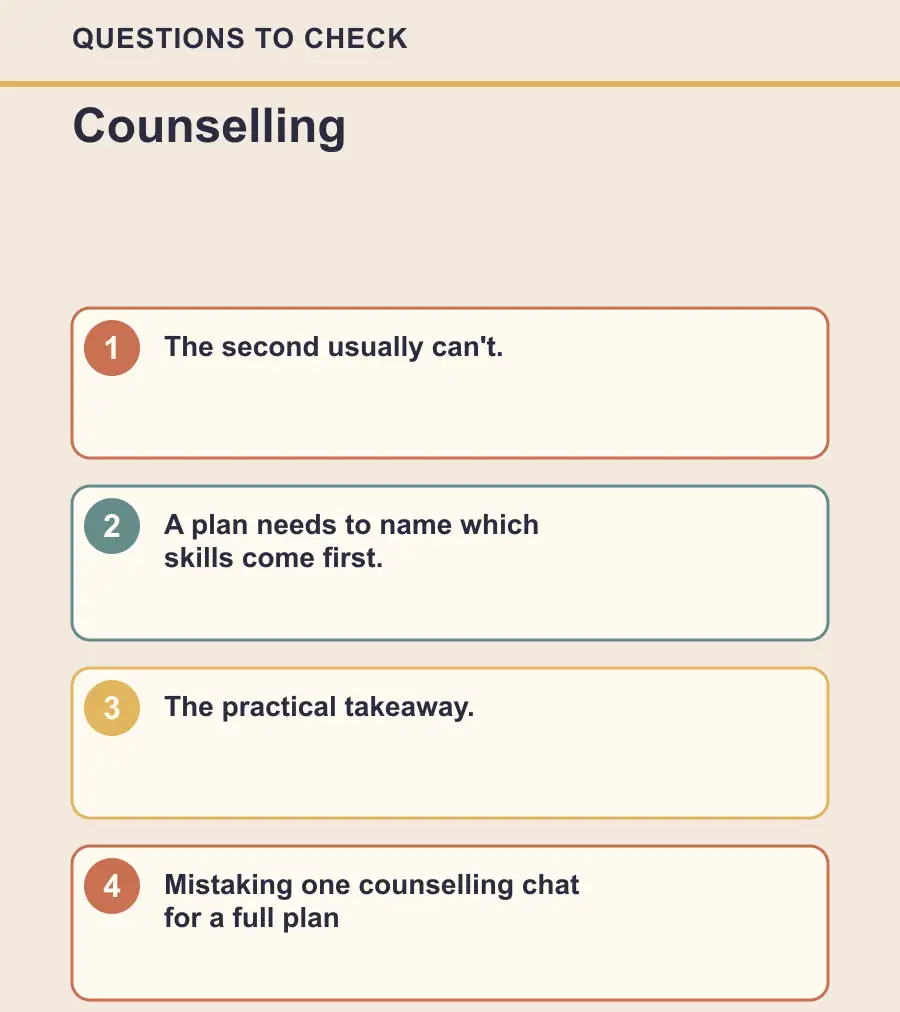 QUESTIONS TO CHECK
Counselling
1
The second usually can't.
2
A plan needs to name which
skills come first.
3
The practical takeaway.
4
Mistaking one counselling chat
for a full plan